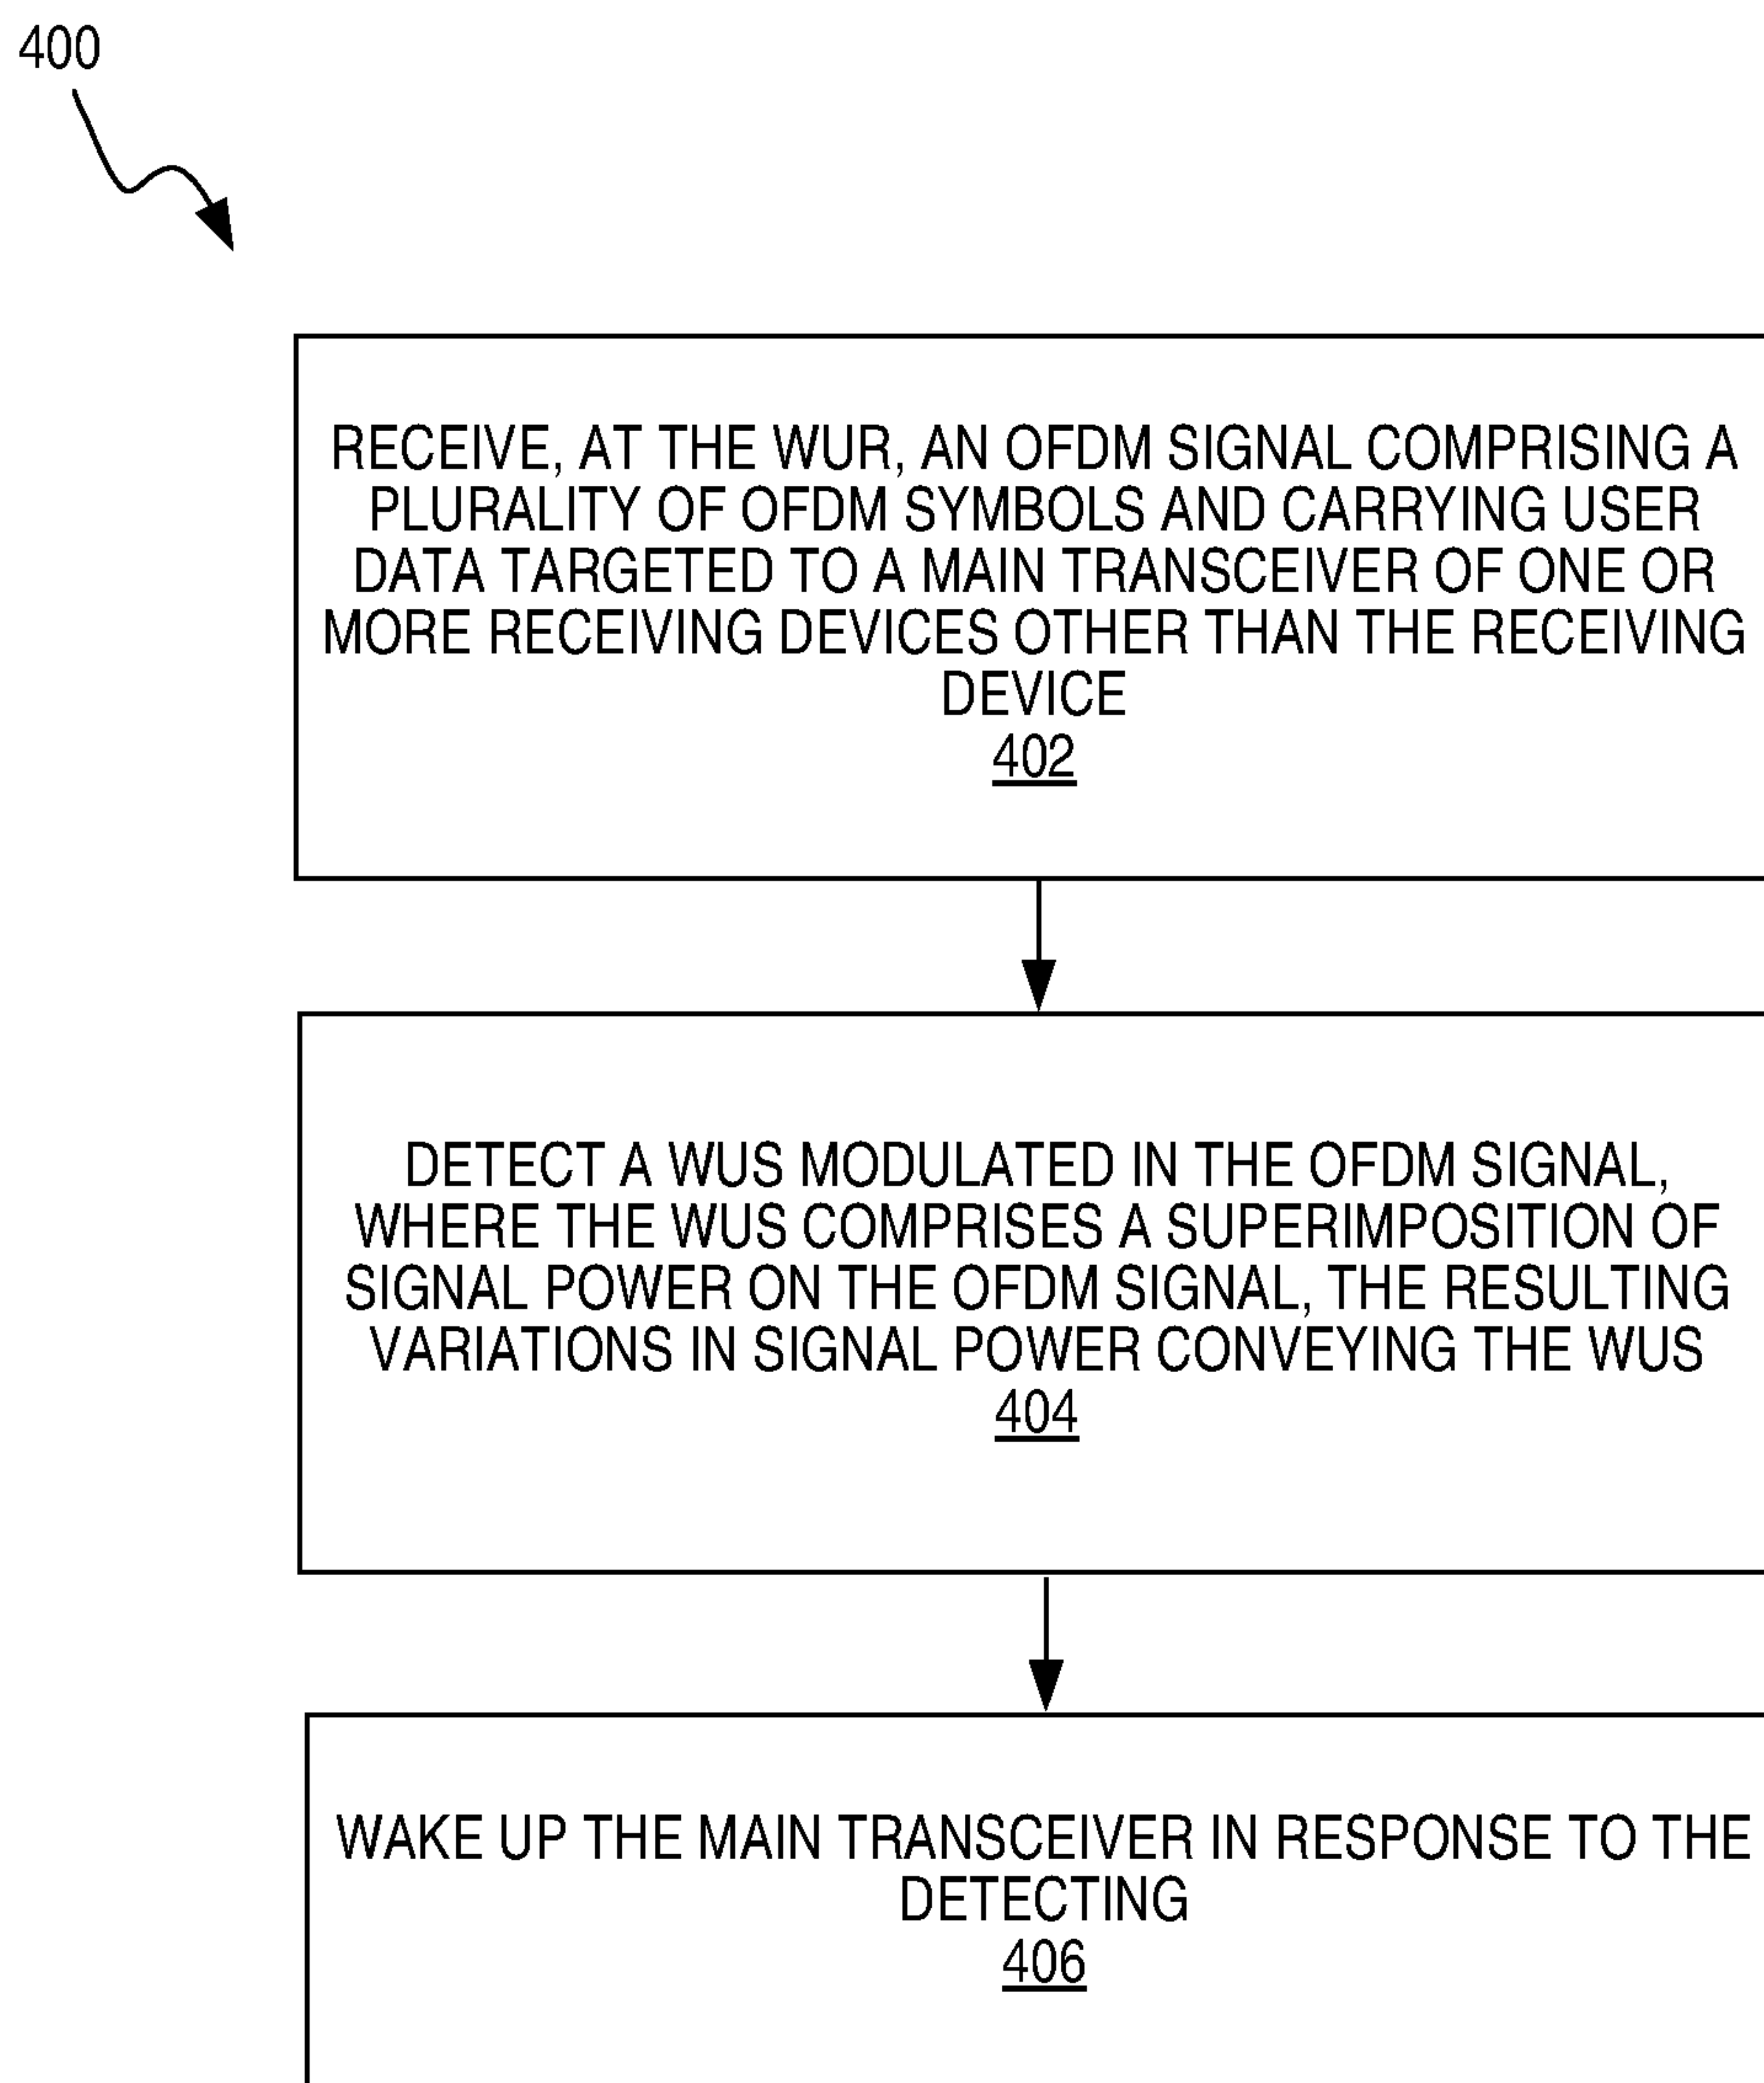 400
RECEIVE, AT THE WUR, AN OFDM SIGNAL COMPRISING A
PLURALITY OF OFDM SYMBOLS AND CARRYING USER
DATA TARGETED TO A MAIN TRANSCEIVER OF ONE OR
MORE RECEIVING DEVICES OTHER THAN THE RECEIVING
DEVICE
402
DETECT A WUS MODULATED IN THE OFDM SIGNAL,
WHERE THE WUS COMPRISES A SUPERIMPOSITION OF
SIGNAL POWER ON THE OFDM SIGNAL, THE RESULTING
VARIATIONS IN SIGNAL POWER CONVEYING THE WUS
404
WAKE UP THE MAIN TRANSCEIVER IN RESPONSE TO THE
DETECTING
406